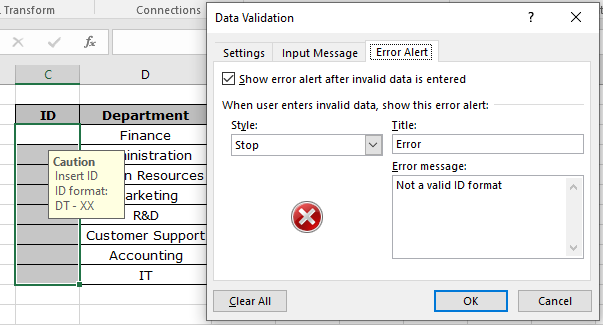 Transform
Connections
Data Validation
Settings
Input Message
Error Alert
Show error alert after invalid data is entered
When user enters invalid data, show this error alert:
Style:
Stop
Title:
Error
Error message:
Not a valid ID format
Clear All
OK
Cancel
fx
C
D
ID
Department
Finance
ministration
n Resources
arketing
R&D
Customer Support
Accounting
IT
Caution
Insert ID
ID format:
DT - XX